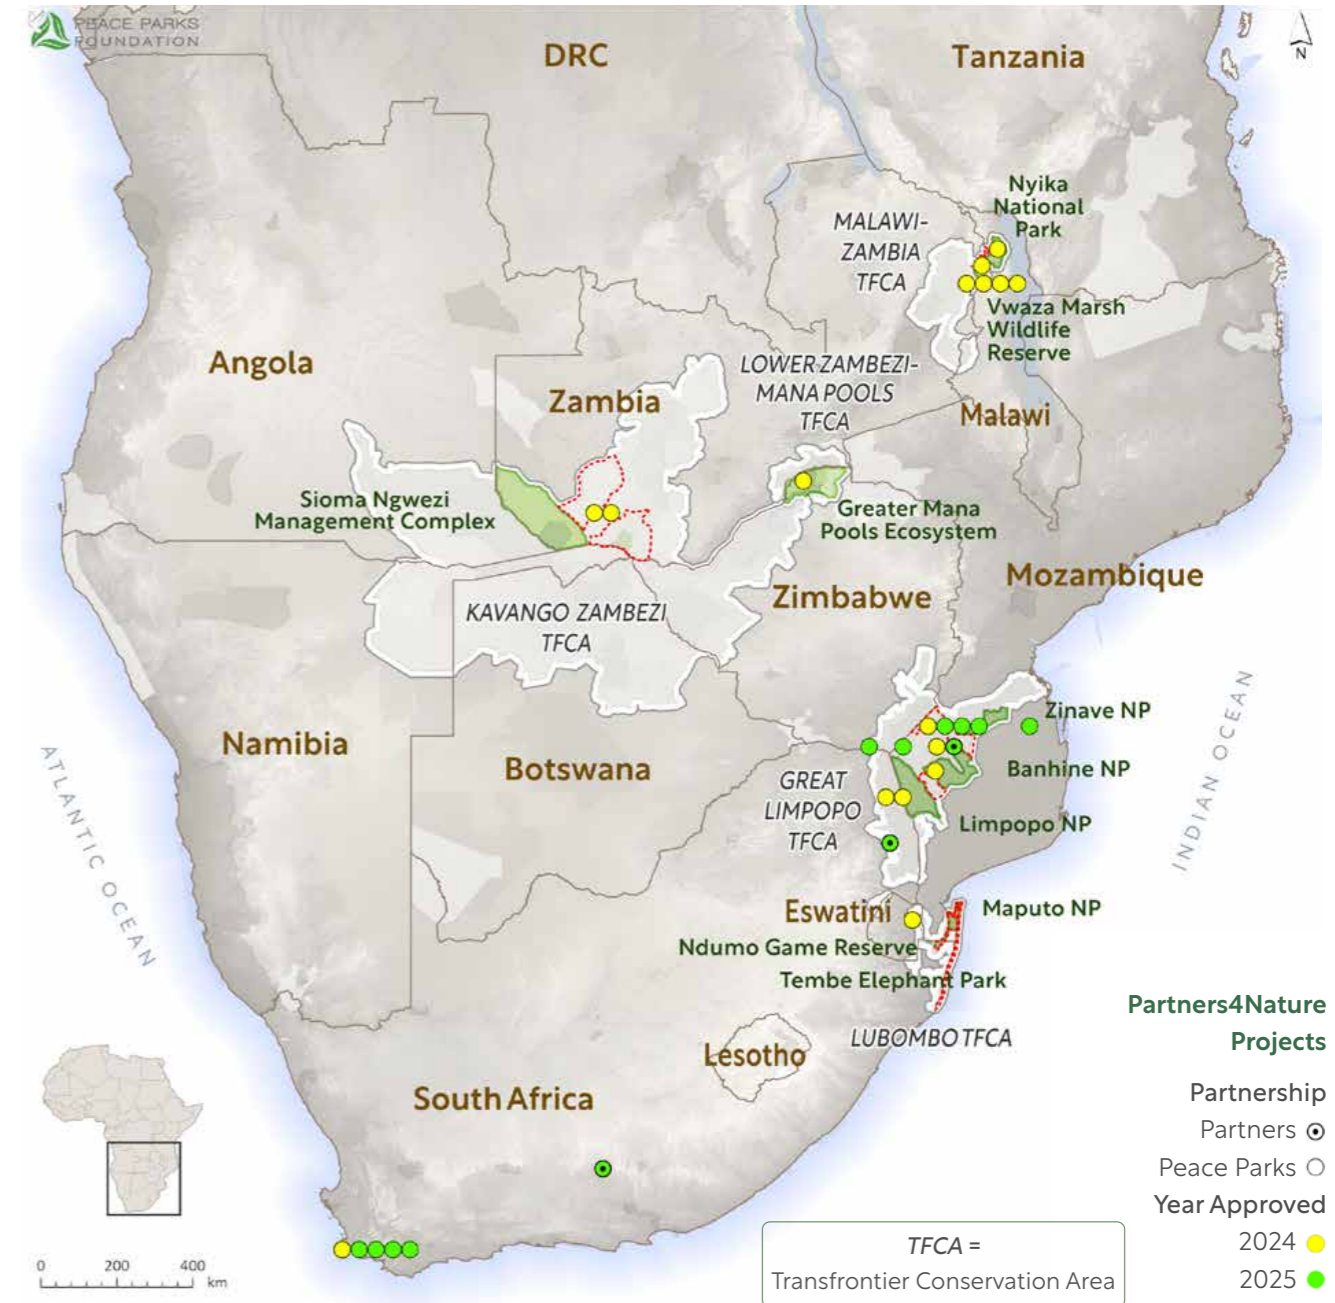 PEACE PARKS
FOUNDATION
DRC
Tanzania
N
Nyika
National
Park
MALAWI-
ZAMBIA
TFCA
Vwaza Marsh
Wildlife
Reserve
Angola
LOWER ZAMBEZI-
MANA POOLS
TFCA
Zambia
Malawi
Sioma Ngwezi
Management Complex
Greater Mana
Pools Ecosystem
Mozambique
Zimbabwe
KAVANGO ZAMBEZI
TFCA
Zinave NP
Namibia
Botswana
Banhine NP
GREAT
LIMPOPO
TFCA
Limpopo NP
ATLANTIC OCEAN
INDIAN OCEAN
Eswatini
Maputo NP
Ndumo Game Reserve
Tembe Elephant Park
LUBOMBO TFCA
Lesotho
South Africa
Partners4Nature
Projects
Partnership
Partners
Peace Parks
Year Approved
2024
2025
TFCA =
Transfrontier Conservation Area
0 200 400
km